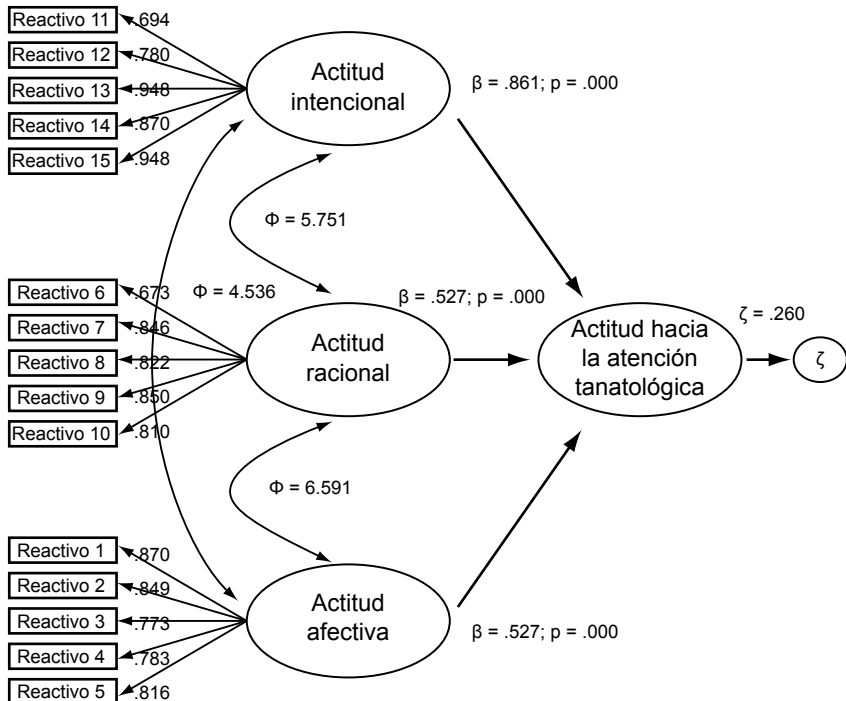 Reactivo 11
.694
Reactivo 12
.780
Reactivo 13
.948
Reactivo 14
.870
Reactivo 15
.948
Actitud
intencional
β = .861; p = .000
Φ = 5.751
Φ = 4.536
Reactivo 6
.673
Reactivo 7
.846
Reactivo 8
.822
Reactivo 9
.850
Reactivo 10
.810
Actitud
racional
β = .527; p = .000
Actitud hacia
la atención
tanatológica
ζ = .260
ζ
Φ = 6.591
Reactivo 1
.870
Reactivo 2
.849
Reactivo 3
.773
Reactivo 4
.783
Reactivo 5
.816
Actitud
afectiva
β = .527; p = .000